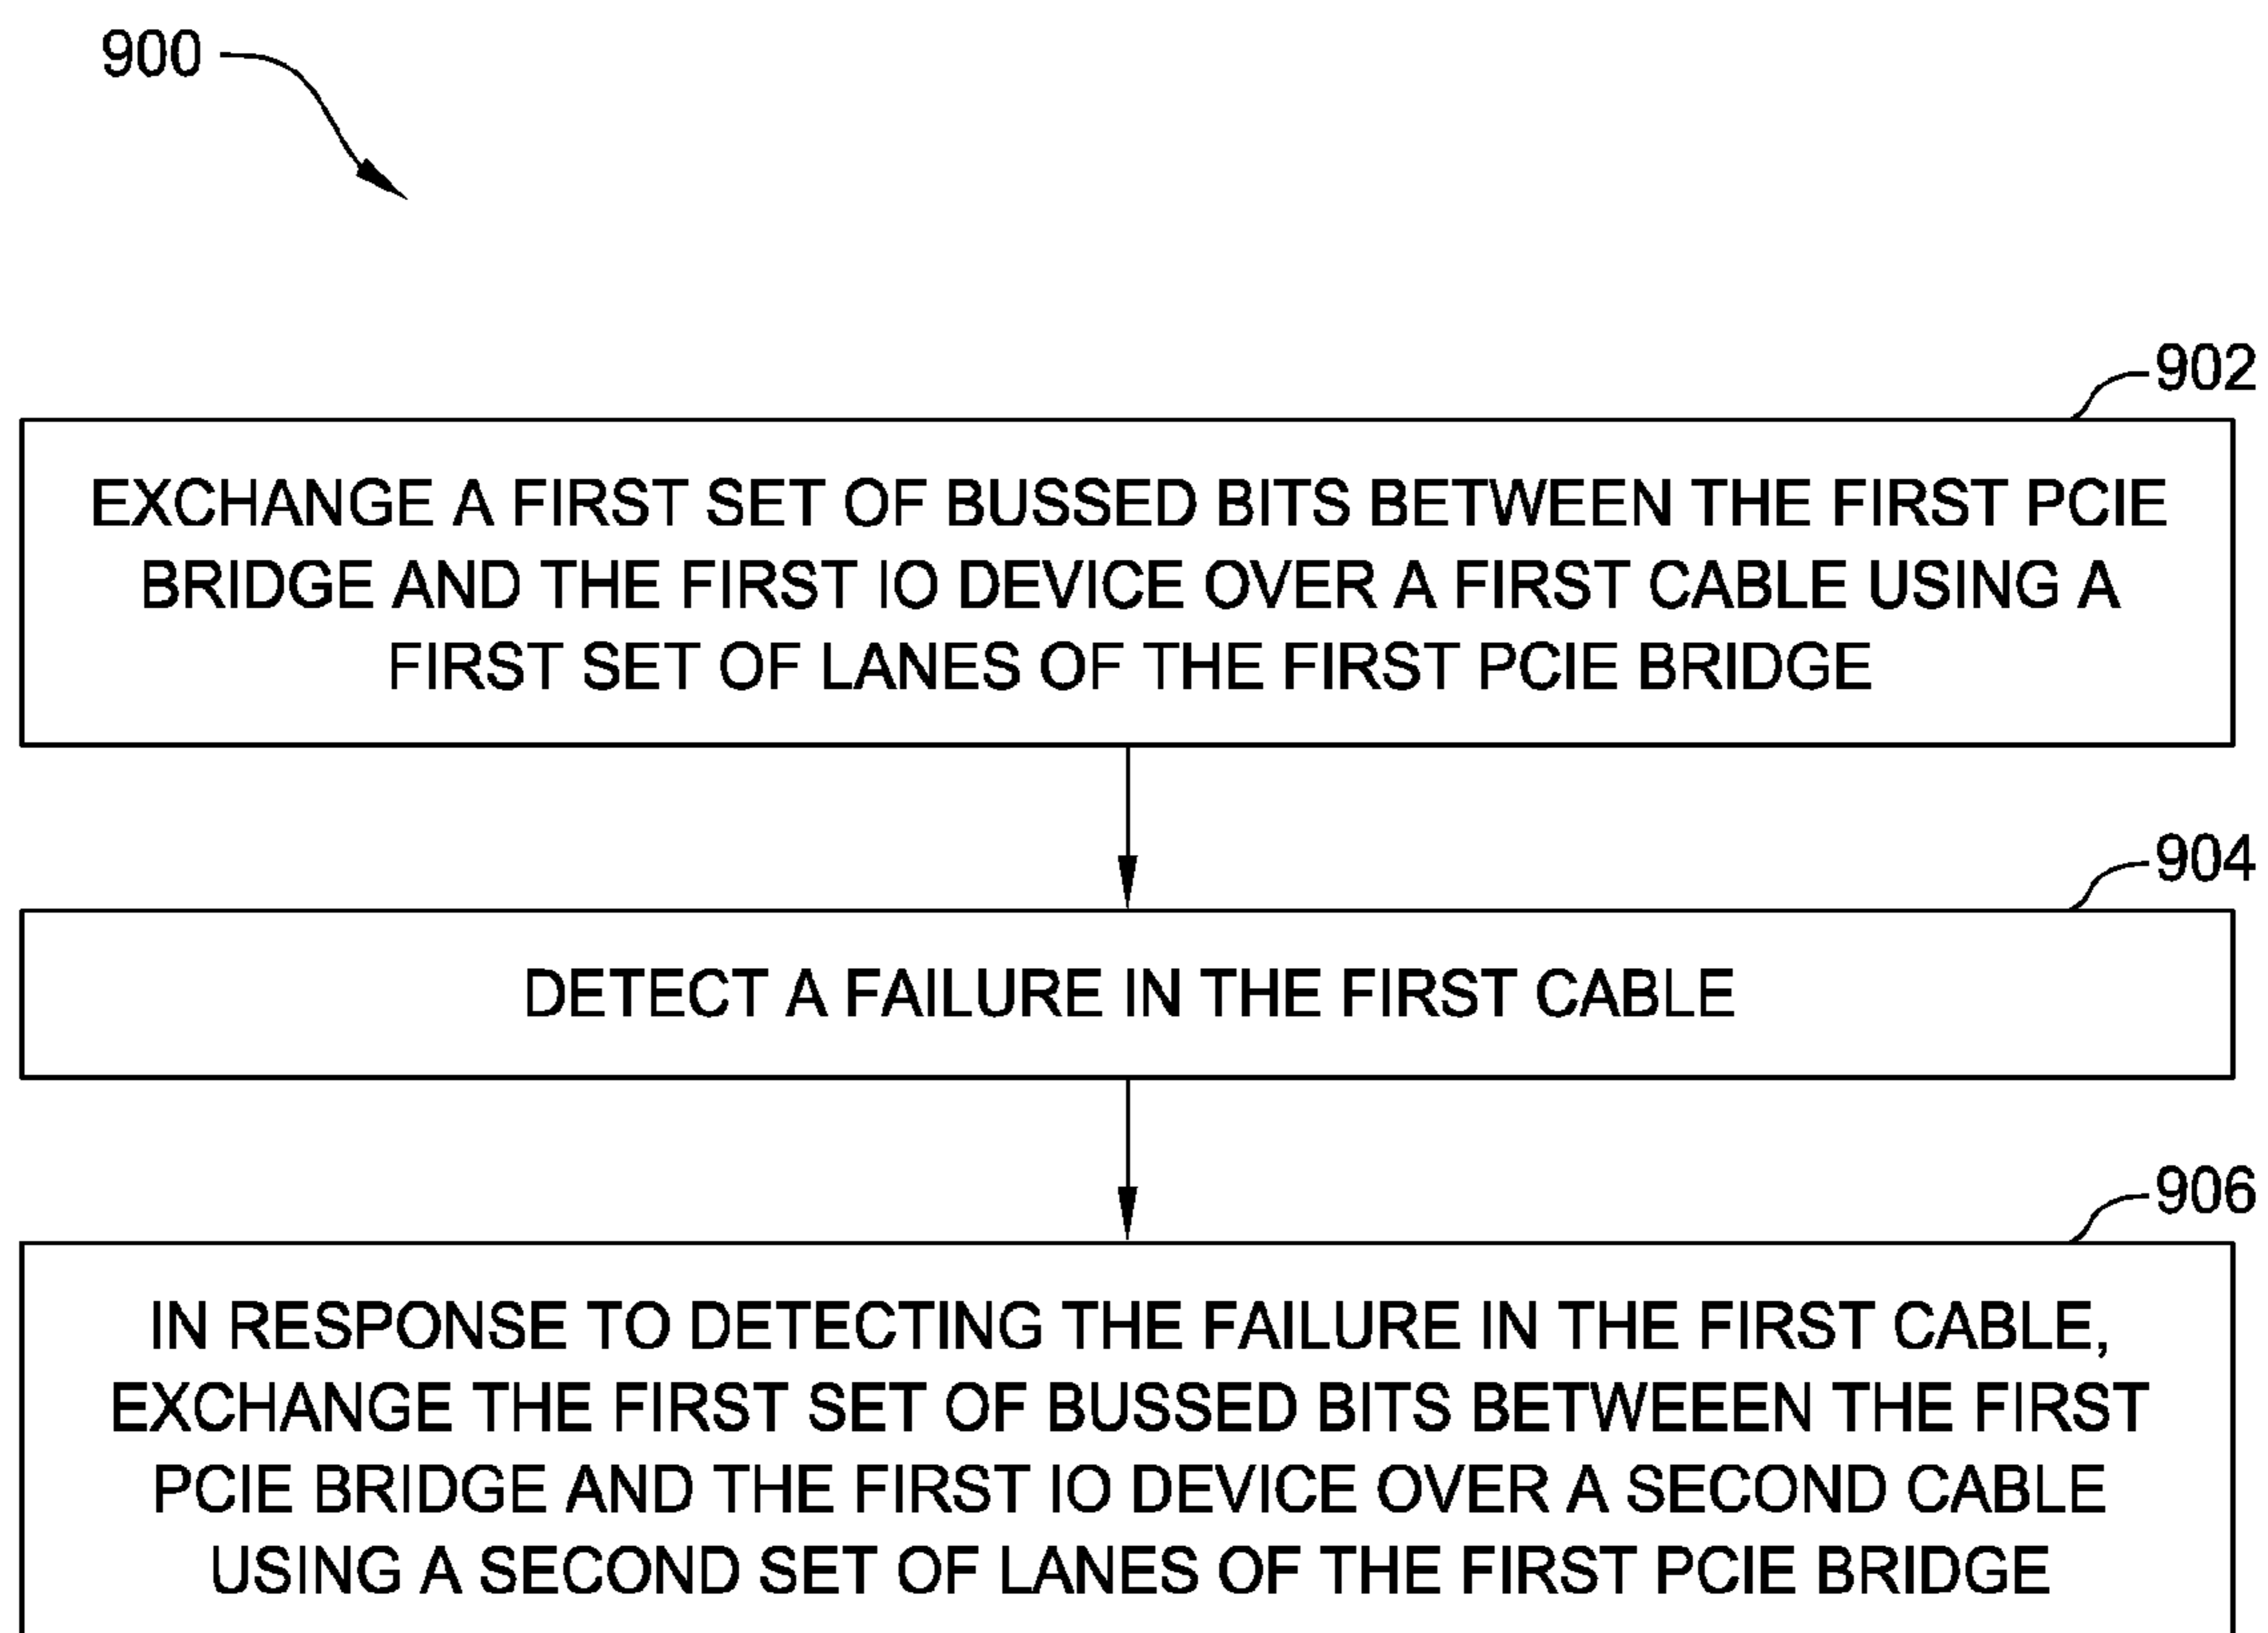 900
902
EXCHANGE A FIRST SET OF BUSSED BITS BETWEEN THE FIRST PCIE
BRIDGE AND THE FIRST IO DEVICE OVER A FIRST CABLE USING A
FIRST SET OF LANES OF THE FIRST PCIE BRIDGE
904
DETECT A FAILURE IN THE FIRST CABLE
906
IN RESPONSE TO DETECTING THE FAILURE IN THE FIRST CABLE,
EXCHANGE THE FIRST SET OF BUSSED BITS BETWEEEN THE FIRST
PCIE BRIDGE AND THE FIRST IO DEVICE OVER A SECOND CABLE
USING A SECOND SET OF LANES OF THE FIRST PCIE BRIDGE